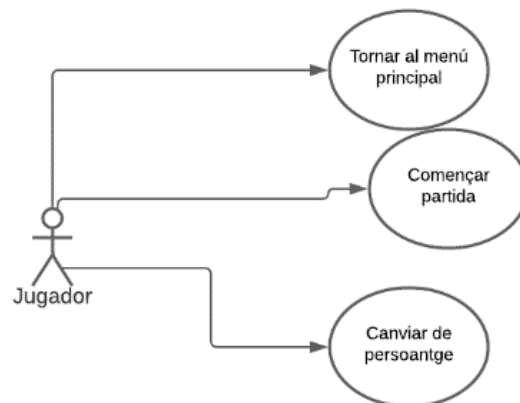 Tornar al menú
principal
Començar
partida
Jugador
Canviar de
persoantge